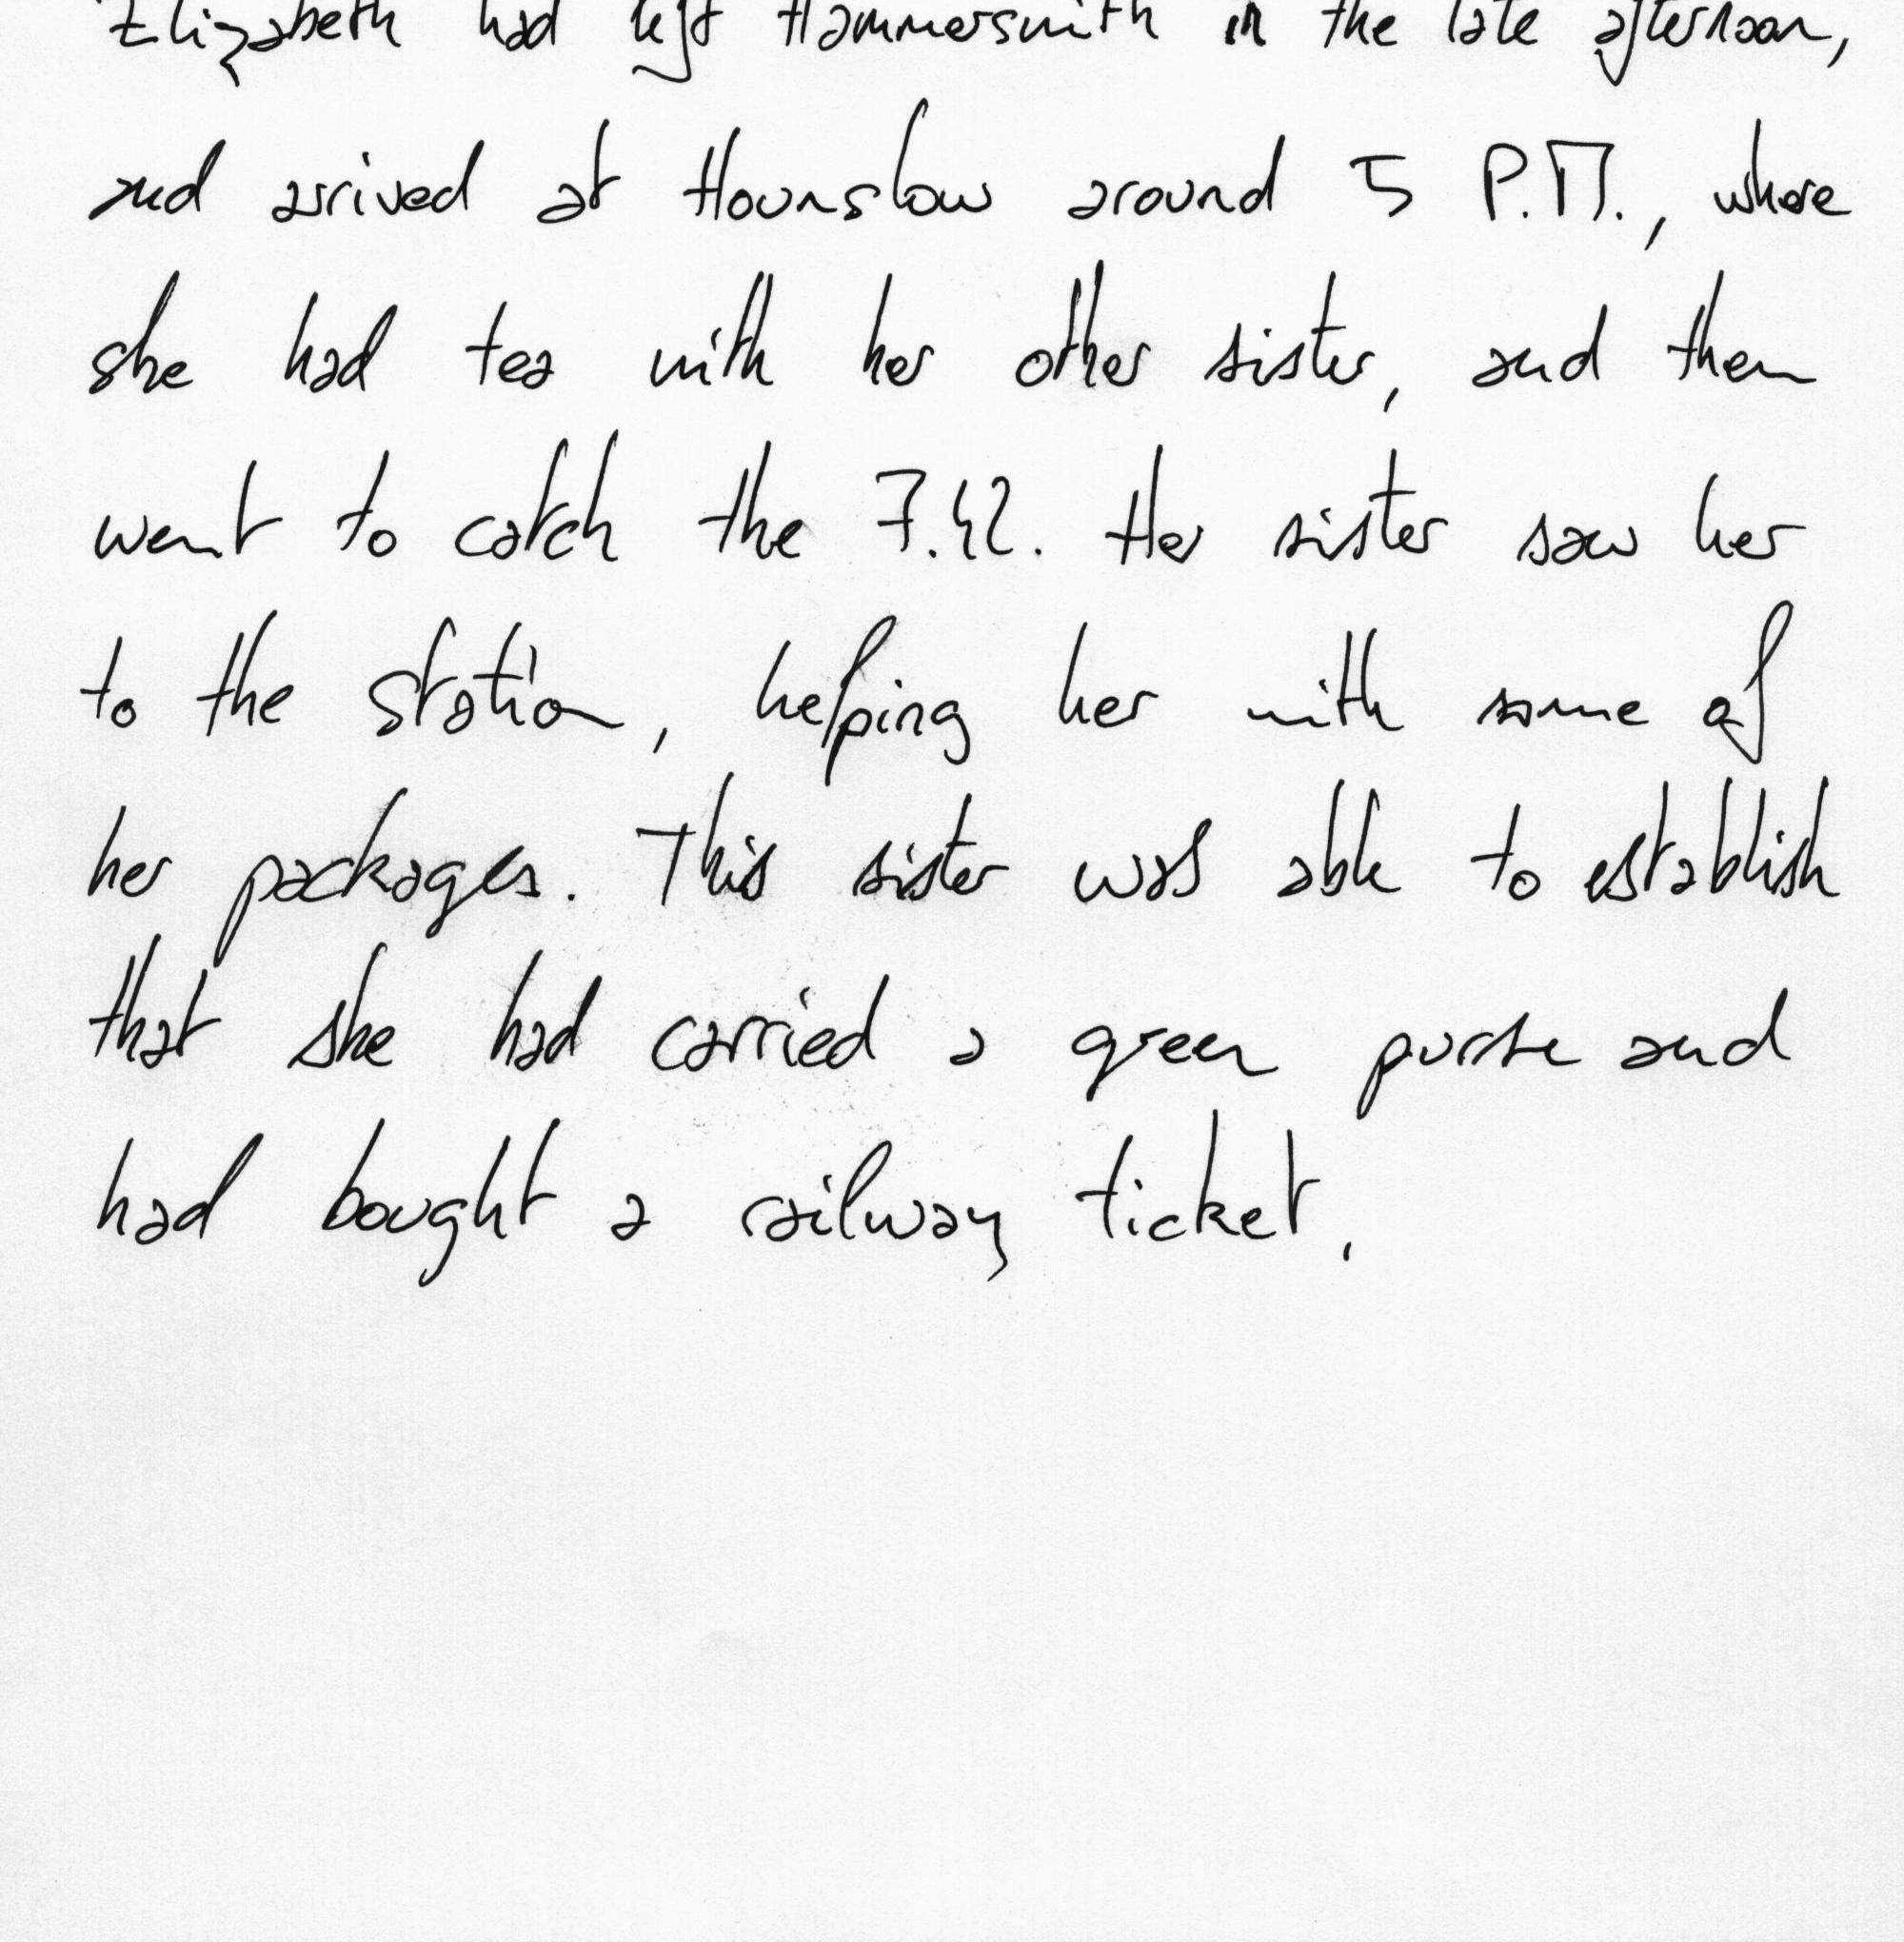 Elizabeth had left Hammersmith in the late afternoon,
and arrived at Hounslow around 5 P.M., where
she had tea with her other sister, and then
went to catch the 7.42. Her sister saw her
to the station, helping her with some of
her packages. This sister was able to establish
that she had carried a green purse and
had bought a railway ticket.